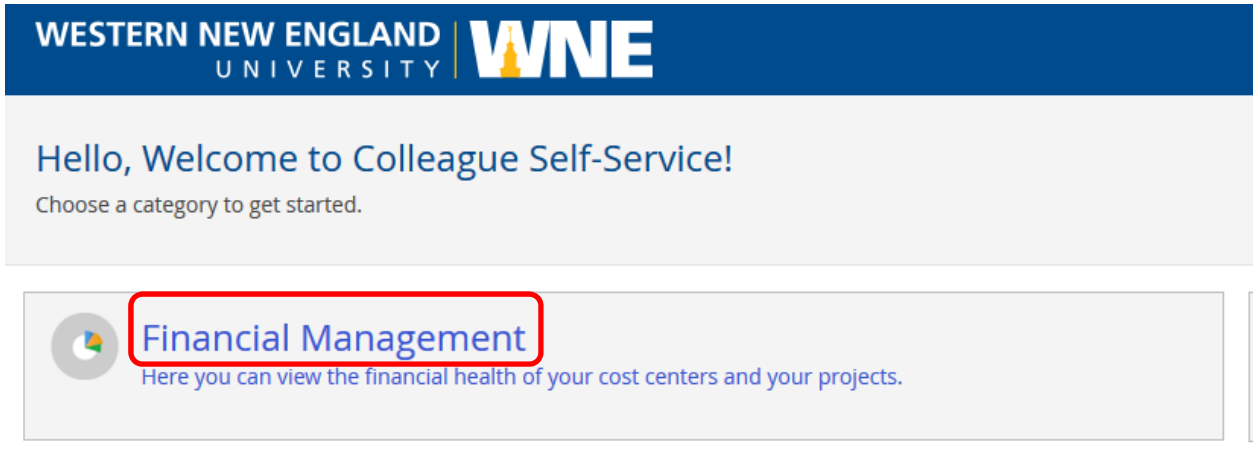 WESTERN NEW ENGLAND
UNIVERSITY
WNE
Hello, Welcome to Colleague Self-Service!
Choose a category to get started.
Financial Management
Here you can view the financial health of your cost centers and your projects.